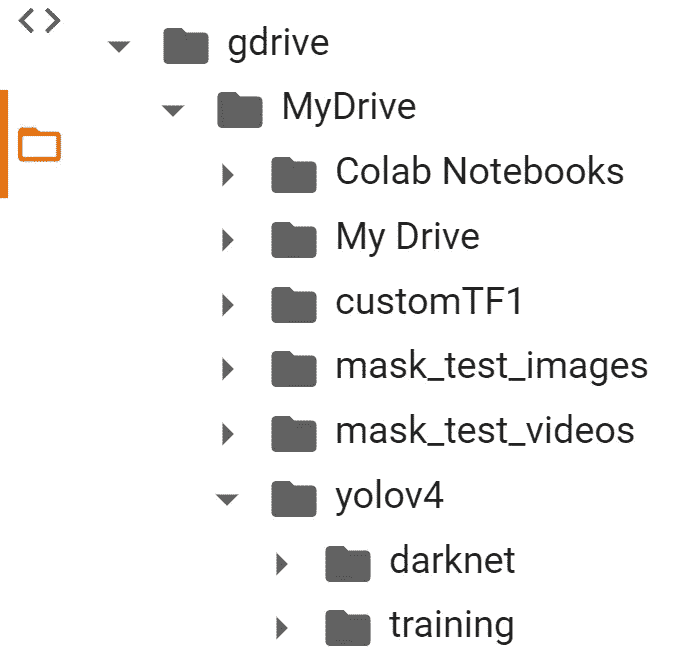 gdrive
MyDrive
Colab Notebooks
My Drive
customTF1
mask_test_images
mask_test_videos
yolov4
darknet
training